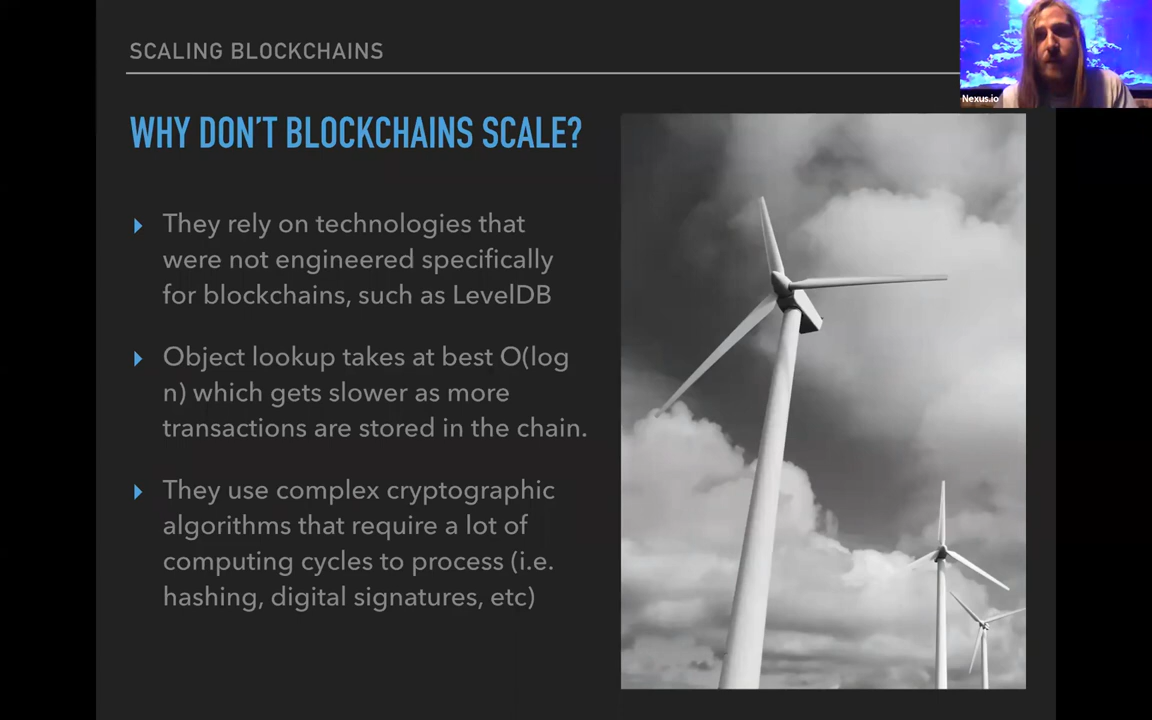 SCALING BLOCKCHAINS
Nexus.io
WHY DON'T BLOCKCHAINS SCALE?
They rely on technologies that
were not engineered specifically
for blockchains, such as LevelDB
Object lookup takes at best O(log
n) which gets slower as more
transactions are stored in the chain.
They use complex cryptographic
algorithms that require a lot of
computing cycles to process (i.e.
hashing, digital signatures, etc)